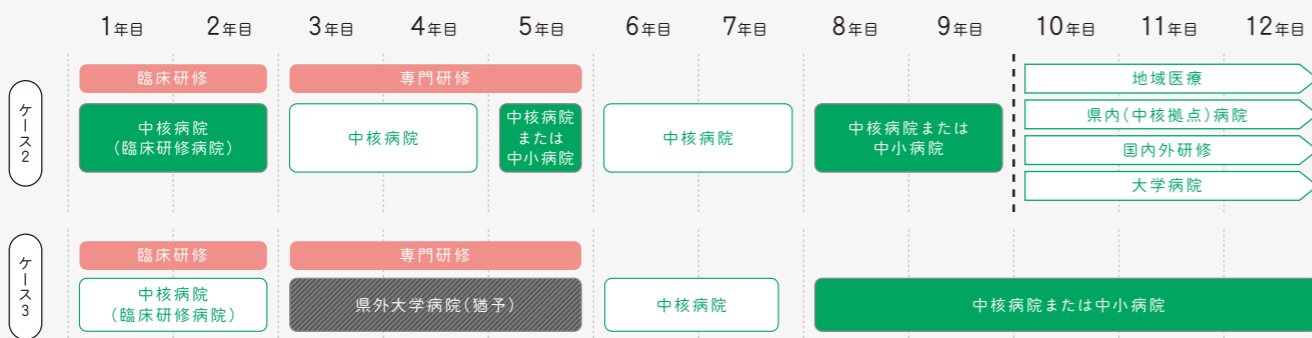 1年目 2年目 3年目 4年目 5年目 6年目 7年目 8年目 9年目 10年目 11年目 12年目
ケース2
臨床研修
専門研修
中核病院
(臨床研修病院)
中核病院
中核病院
または
中小病院
中核病院
中核病院または
中小病院
地域医療
県内(中核拠点)病院
国内外研修
大学病院
ケース3
臨床研修
専門研修
中核病院
(臨床研修病院)
県外大学病院(猶予)
中核病院
中核病院または中小病院